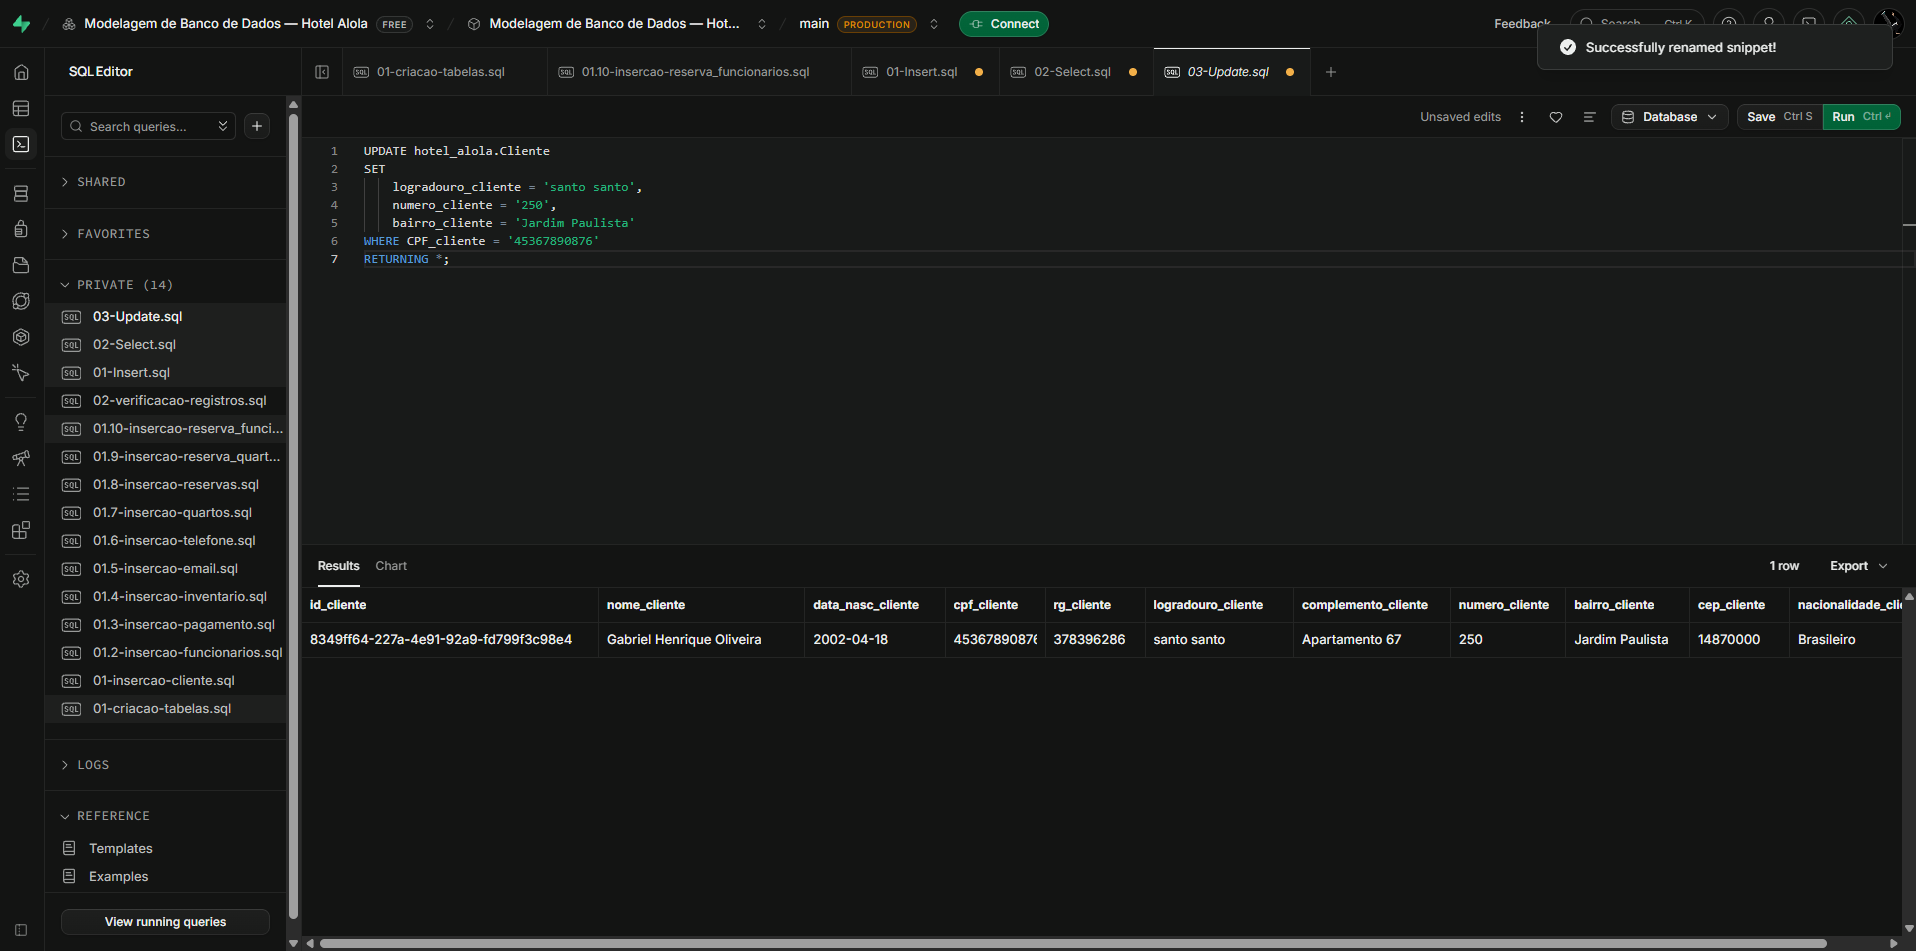 Modelagem de Banco de Dados — Hotel Alola FREE
Modelagem de Banco de Dados — Hot...
main PRODUCTION
Connect
Feedback
Search... Ctrl K
Successfully renamed snippet!
SQL Editor
01-criacao-tabelas.sql
01.10-insercao-reserva_funcionarios.sql
01-Insert.sql
02-Select.sql
03-Update.sql
Search queries...
Unsaved edits
Database
Save Ctrl S
Run Ctrl
SHARED
FAVORITES
PRIVATE (14)
03-Update.sql
02-Select.sql
01-Insert.sql
02-verificacao-registros.sql
01.10-insercao-reserva_funci...
01.9-insercao-reserva_quart...
01.8-insercao-reservas.sql
01.7-insercao-quartos.sql
01.6-insercao-telefone.sql
01.5-insercao-email.sql
01.4-insercao-inventario.sql
01.3-insercao-pagamento.sql
01.2-insercao-funcionarios.sql
01-insercao-cliente.sql
01-criacao-tabelas.sql
LOGS
REFERENCE
Templates
Examples
View running queries
1 UPDATE hotel_alola.Cliente
2 SET
3 logradouro_cliente = 'santo santo',
4 numero_cliente = '250',
5 bairro_cliente = 'Jardim Paulista'
6 WHERE CPF_cliente = '45367890876'
7 RETURNING *;
Results Chart
1 row Export
id_cliente nome_cliente data_nasc_cliente cpf_cliente rg_cliente logradouro_cliente complemento_cliente numero_cliente bairro_cliente cep_cliente nacionalidade_cli
8349ff64-227a-4e91-92a9-fd799f3c98e4 Gabriel Henrique Oliveira 2002-04-18 45367890876 378396286 santo santo Apartamento 67 250 Jardim Paulista 14870000 Brasileiro